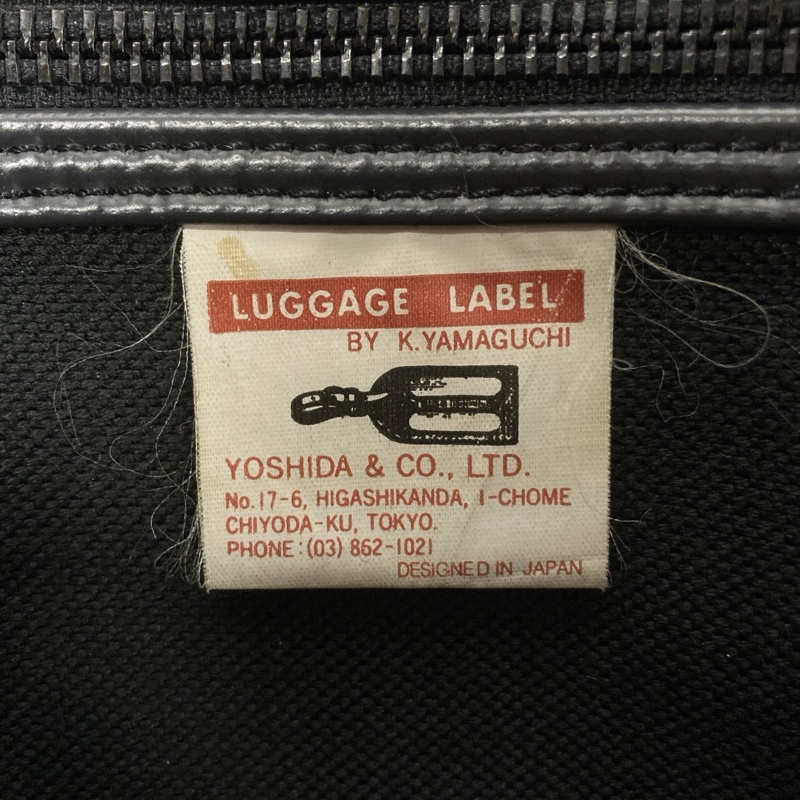 LUGGAGE LABEL
BY K.YAMAGUCHI
YOSHIDA & CO., LTD.
No.17-6, HIGASHIKANDA, 1-CHOME
CHIYODA-KU, TOKYO.
PHONE:(03) 862-1021
DESIGNED IN JAPAN